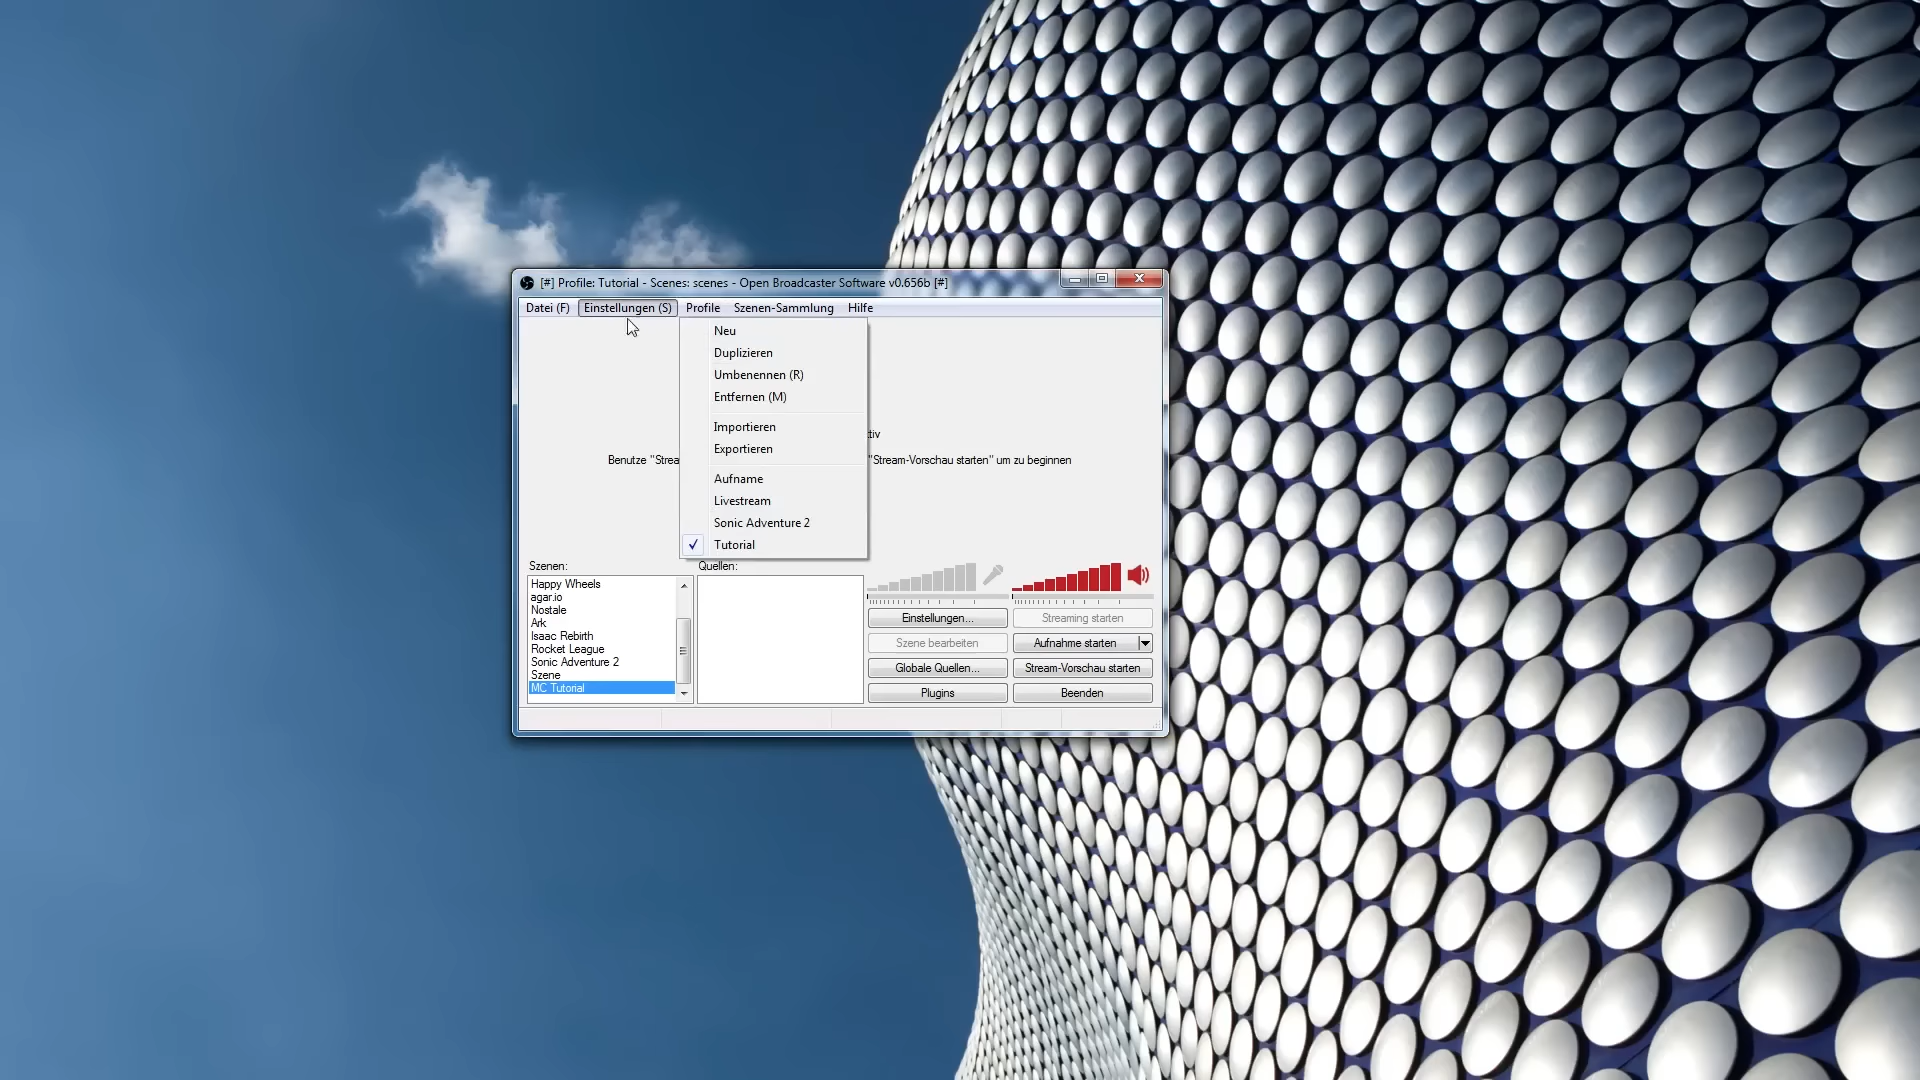 [#] Profile: Tutorial - Scenes: scenes - Open Broadcaster Software v0.656b [#]
Datei (F) Einstellungen (S) Profile Szenen-Sammlung Hilfe
Neu
Duplizieren
Umbenennen (R)
Entfernen (M)
Importieren
Exportieren
Aufname
Livestream
Sonic Adventure 2
Tutorial
Benutze "Strea "Stream-Vorschau starten" um zu beginnen
Szenen:
Happy Wheels
agar.io
Nostale
Ark
Isaac Rebirth
Rocket League
Sonic Adventure 2
Szene
MC Tutorial
Quellen:
Einstellungen... Streaming starten
Szene bearbeiten Aufnahme starten
Globale Quellen... Stream-Vorschau starten
Plugins Beenden